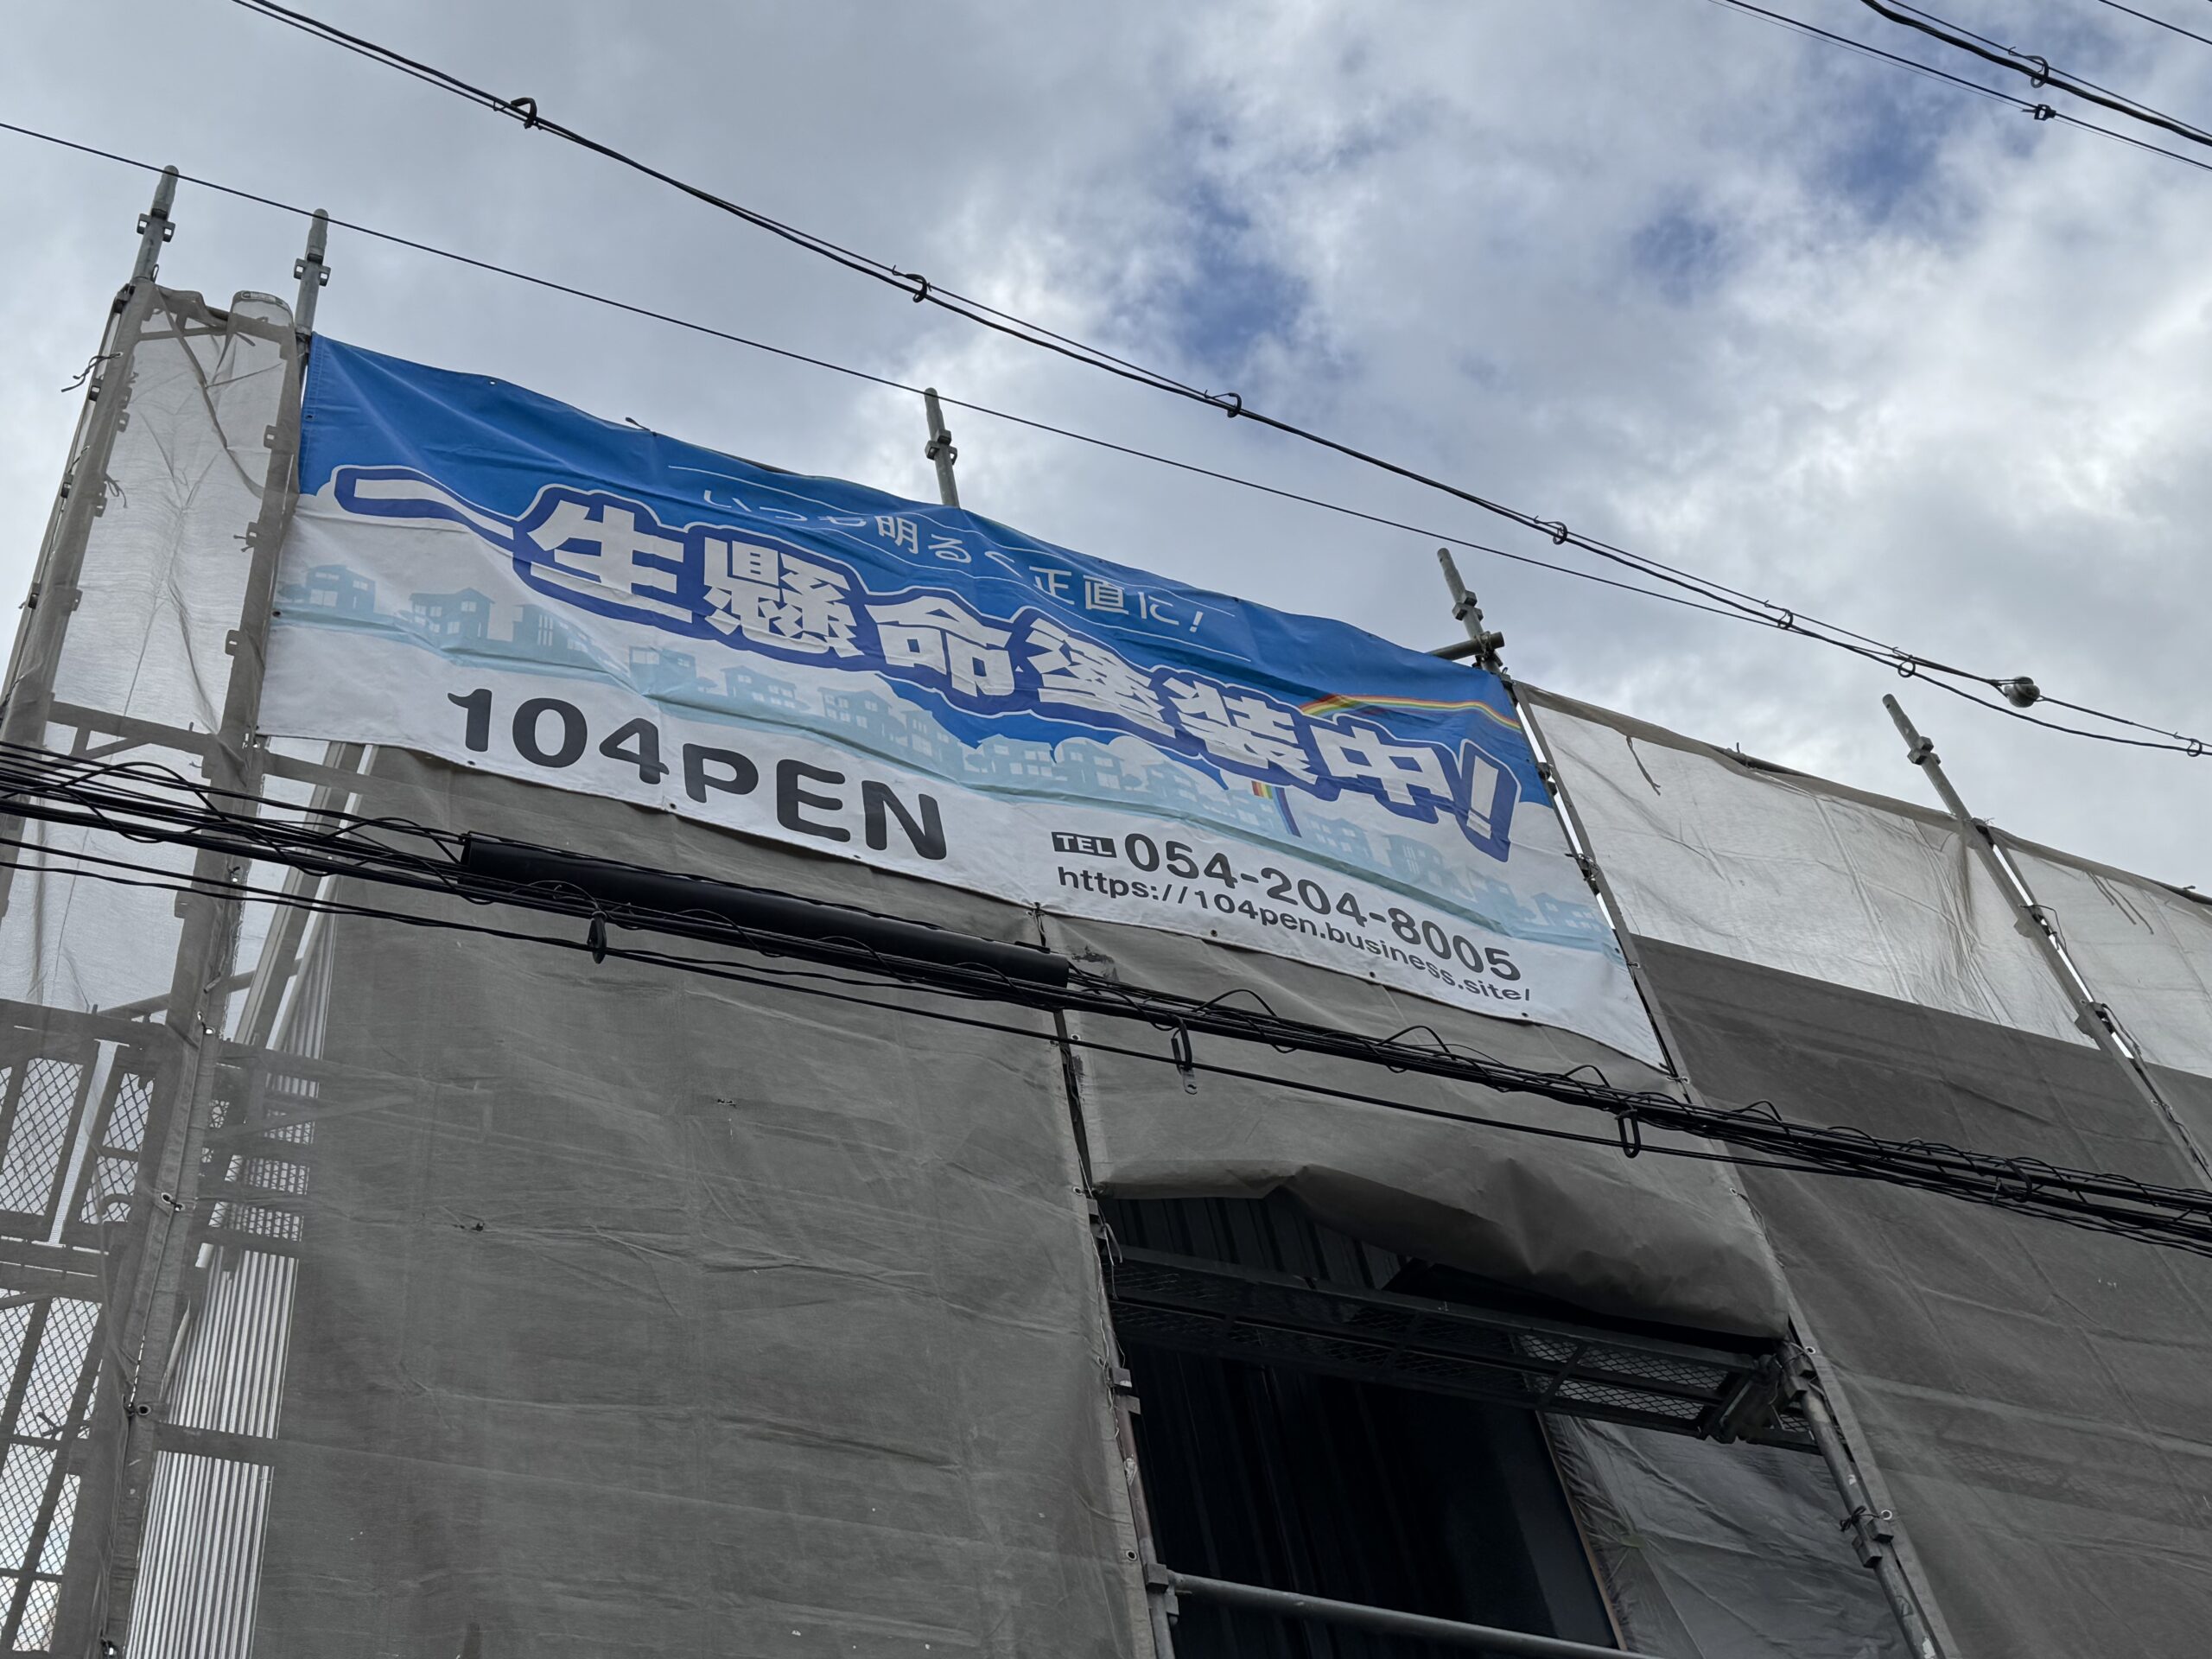 いつも明るく正直に!
一生懸命塗装中!
104PEN
TEL 054-204-8005
https://104pen.business.site/